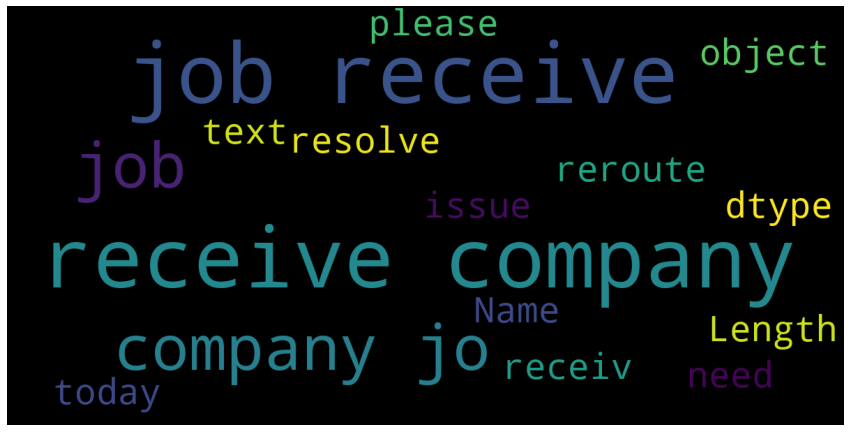 please
job receive
object
text
resolve
job
reroute
issue
dtype
receive company
Name
Length
company jo
receiv
need
today